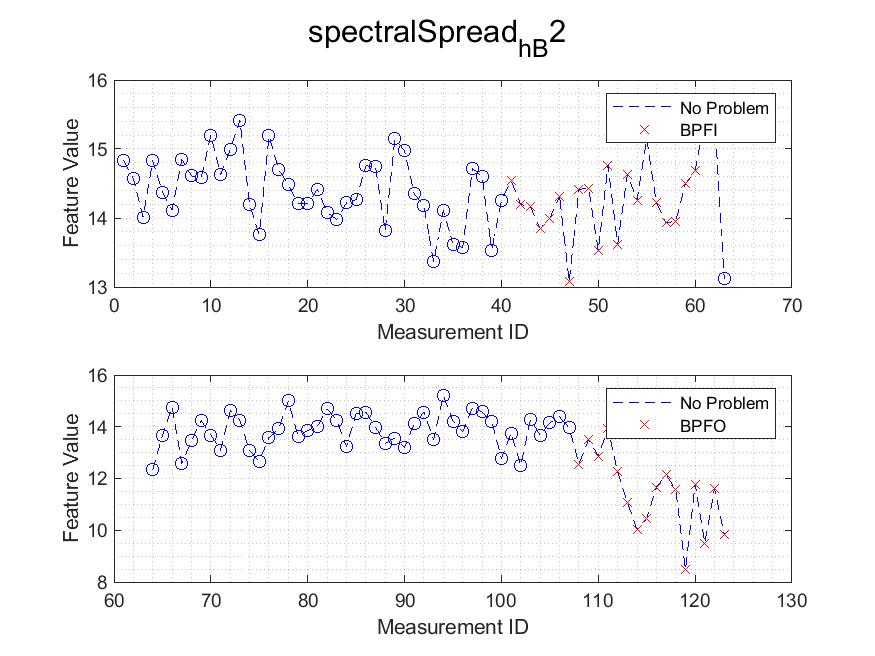 spectralSpread_hB2
16
15
14
13
Feature Value
No Problem
BPFI
0 10 20 30 40 50 60 70
Measurement ID
16
14
12
10
8
Feature Value
No Problem
BPFO
60 70 80 90 100 110 120 130
Measurement ID